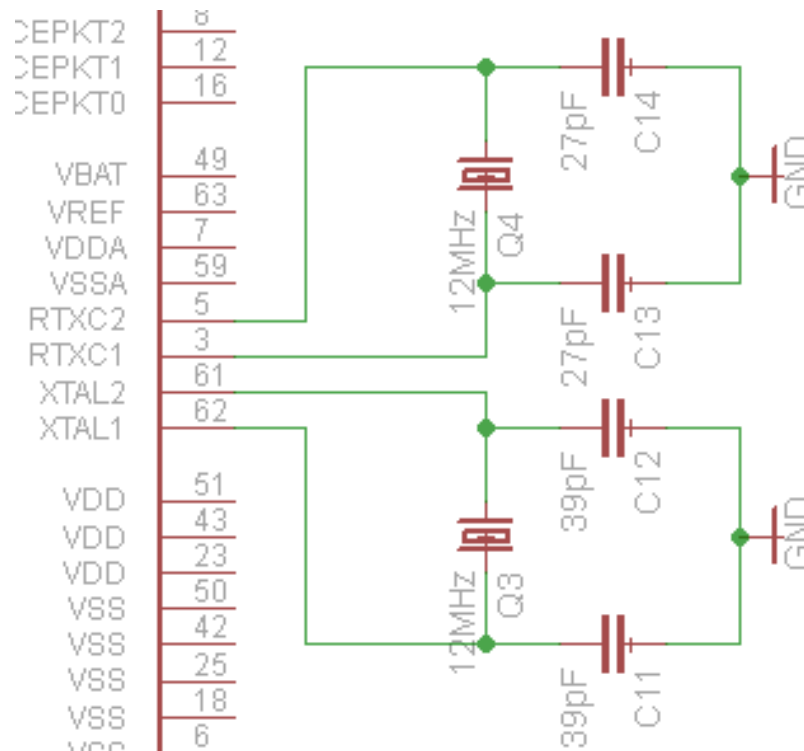 8
CEPKT2
12
CEPKT1
16
CEPKT0
49
VBAT
63
VREF
7
VDDA
59
VSSA
5
RTXC2
3
RTXC1
61
XTAL2
62
XTAL1
51
VDD
43
VDD
23
VDD
50
VSS
42
VSS
25
VSS
18
VSS
6
VSS
27pF
C14
12MHz
Q4
GND
27pF
C13
39pF
C12
12MHz
Q3
GND
39pF
C11